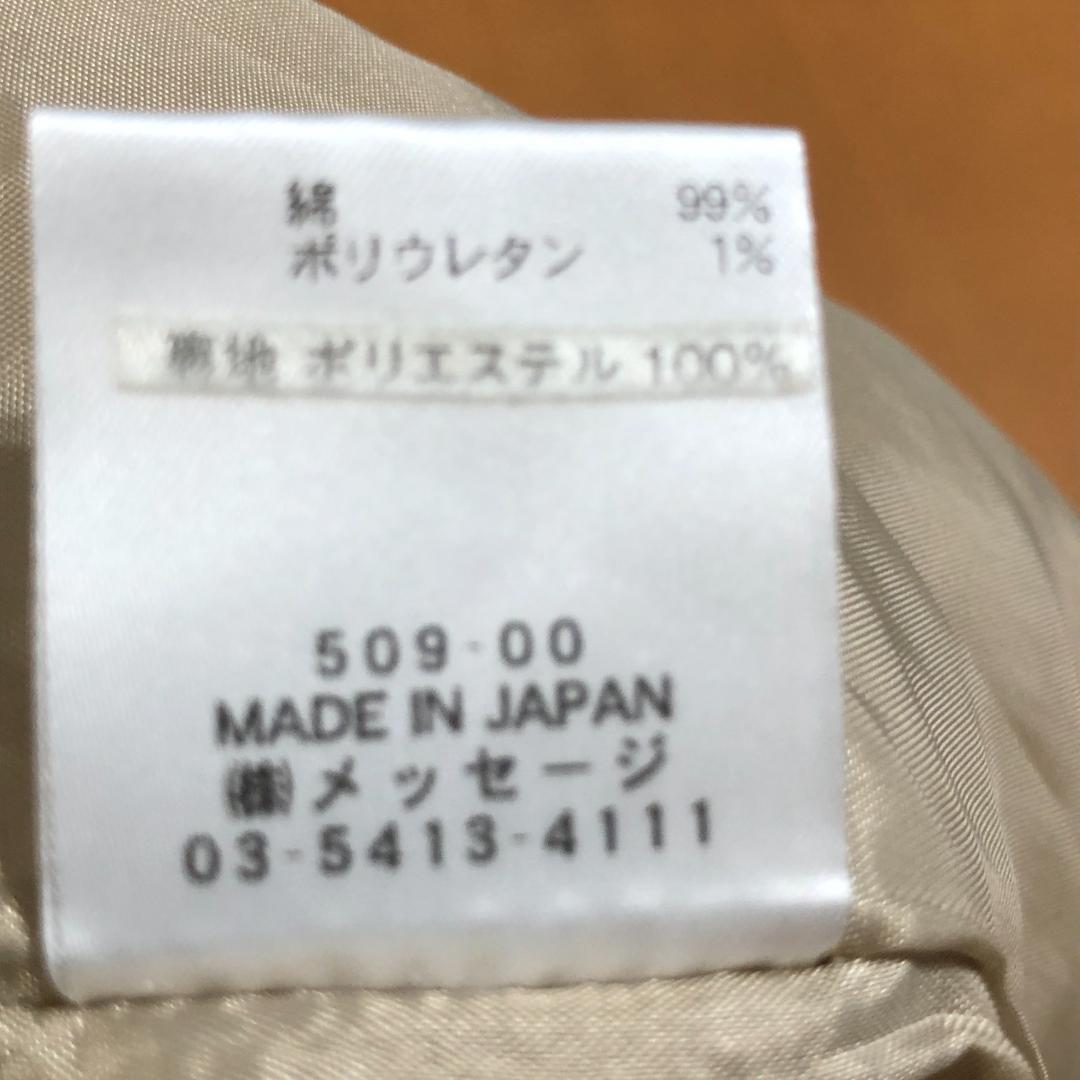 綿 99%
ポリウレタン 1%
裏地 ポリエステル 100%
509-00
MADE IN JAPAN
㈱メッセージ
03-5413-4111